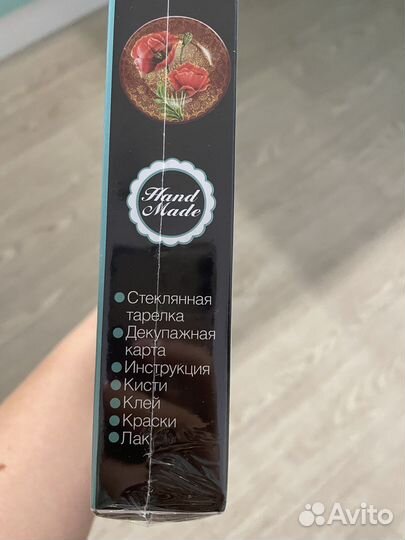 Hand
Made
Стеклянная
тарелка
Декупажная
карта
Инструкция
Кисти
Клей
Краски
Лак
Avito